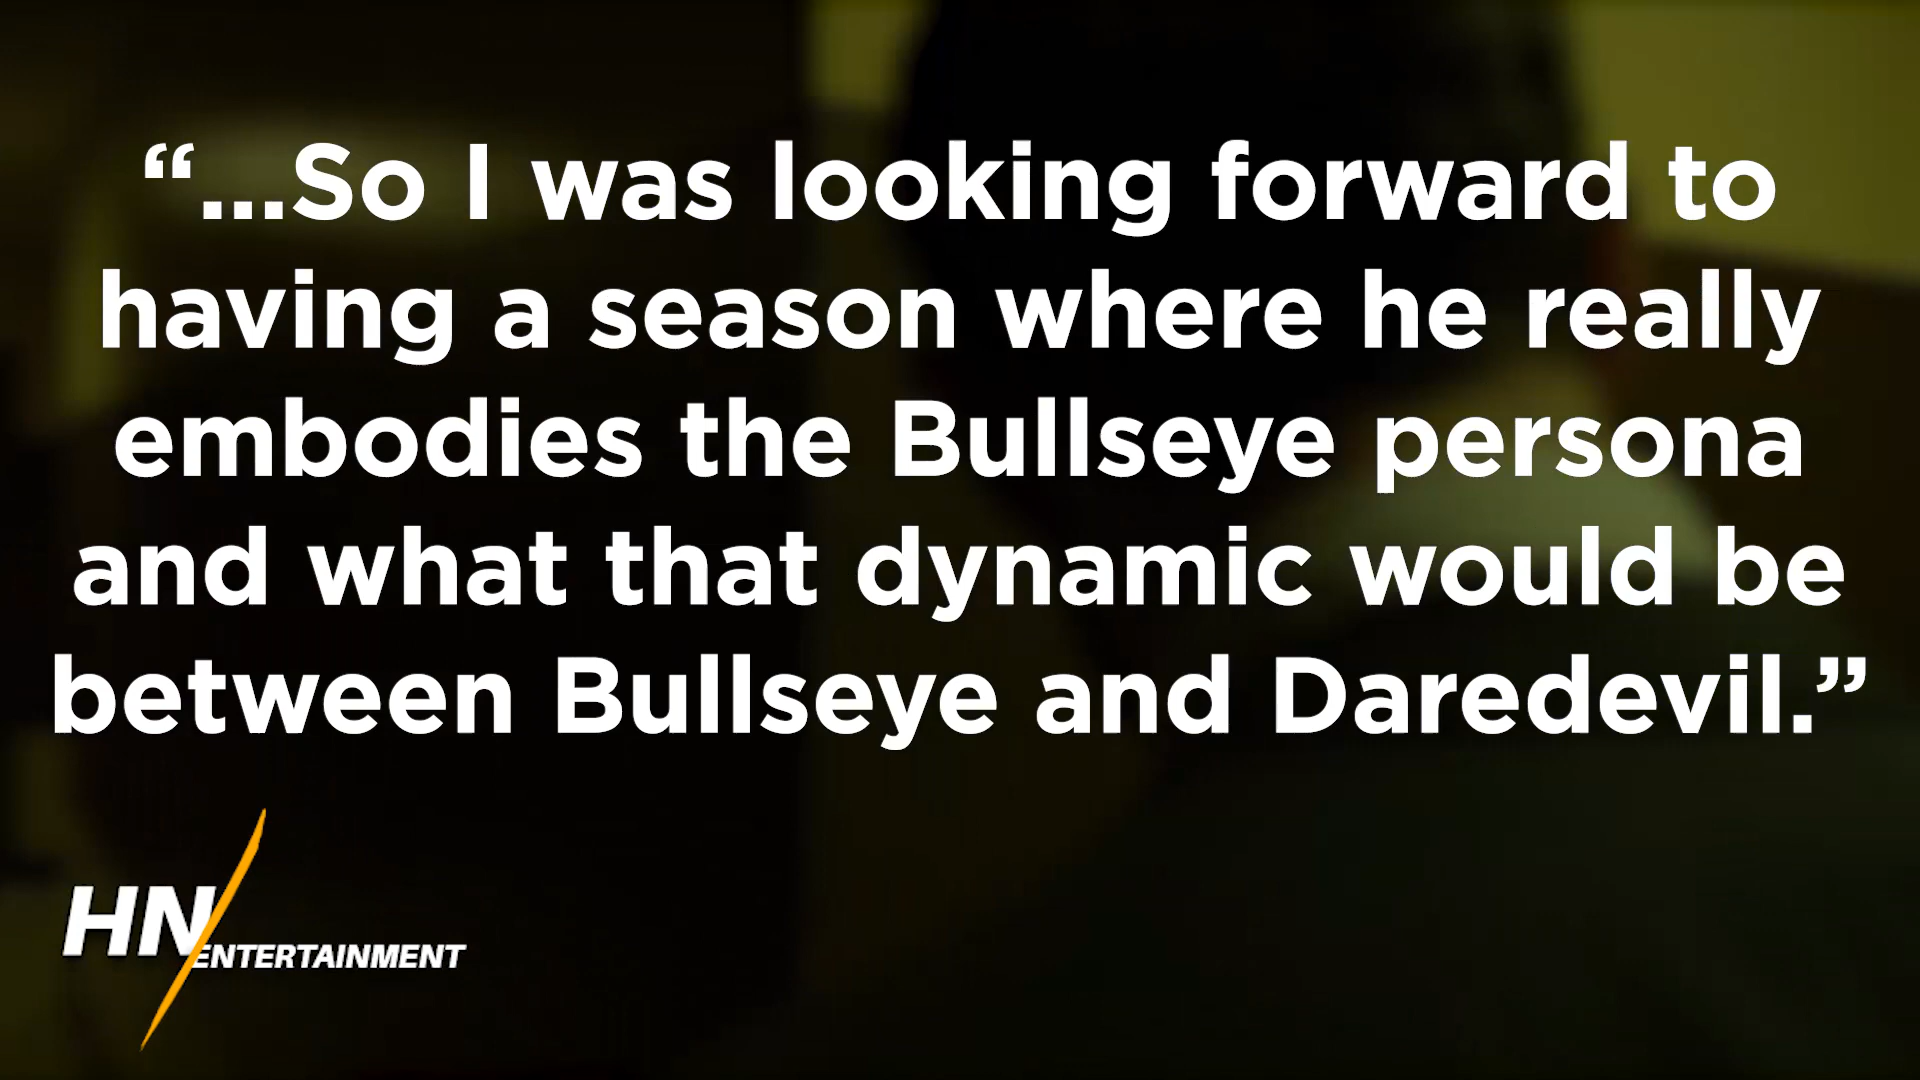 “...So I was looking forward to
having a season where he really
embodies the Bullseye persona
and what that dynamic would be
between Bullseye and Daredevil.”
HN
ENTERTAINMENT